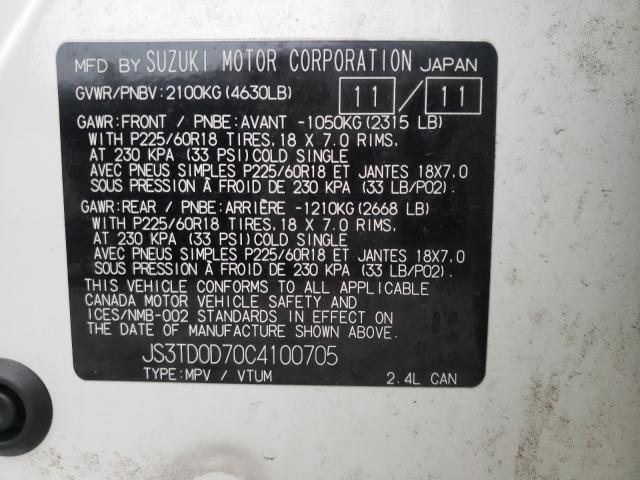 MFD BY SUZUKI MOTOR CORPORATION JAPAN
GVWR/PNBV:2100KG(4630LB) 11/11
GAWR:FRONT / PNBE:AVANT -1050KG(2315 LB)
WITH P225/60R18 TIRES,18 X 7.0 RIMS,
AT 230 KPA (33 PSI)COLD SINGLE
AVEC PNEUS SIMPLES P225/60R18 ET JANTES 18X7.0
SOUS PRESSION À FROID DE 230 KPA (33 LB/PO2).
GAWR:REAR / PNBE:ARRIÈRE -1210KG(2668 LB)
WITH P225/60R18 TIRES,18 X 7.0 RIMS,
AT 230 KPA (33 PSI)COLD SINGLE
AVEC PNEUS SIMPLES P225/60R18 ET JANTES 18X7.0
SOUS PRESSION À FROID DE 230 KPA (33 LB/PO2).
THIS VEHICLE CONFORMS TO ALL APPLICABLE
CANADA MOTOR VEHICLE SAFETY AND
ICES/NMB-002 STANDARDS IN EFFECT ON
THE DATE OF MANUFACTURE SHOWN ABOVE.
JS3TD0D70C4100705
TYPE:MPV / VTUM 2.4L CAN